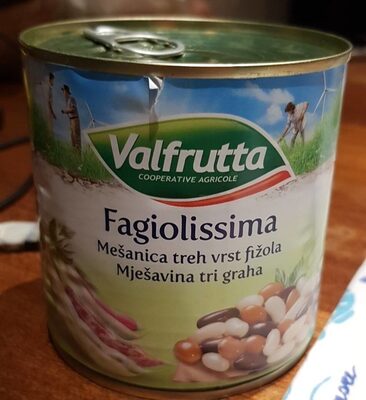 Valfrutta
COOPERATIVE AGRICOLE
Fagiolissima
Mešanica treh vrst fižola
Mješavina tri graha